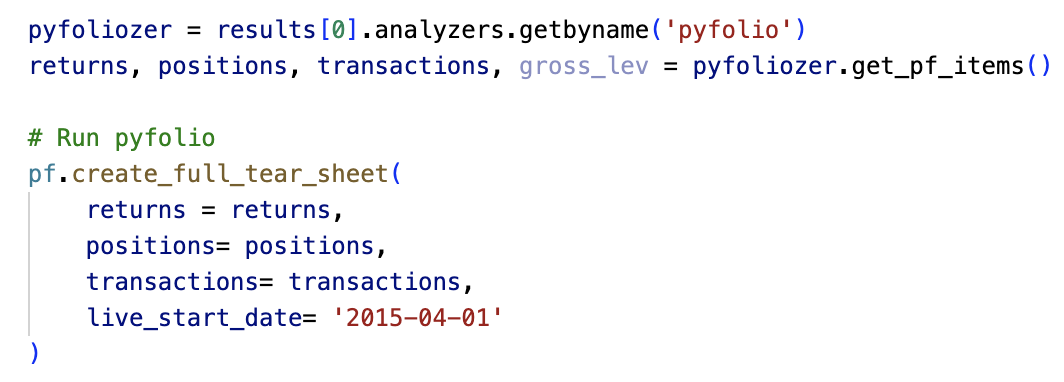 pyfoliozer = results[0].analyzers.getbyname('pyfolio')
returns, positions, transactions, gross_lev = pyfoliozer.get_pf_items()

# Run pyfolio
pf.create_full_tear_sheet(
    returns = returns,
    positions= positions,
    transactions= transactions,
    live_start_date= '2015-04-01'
)